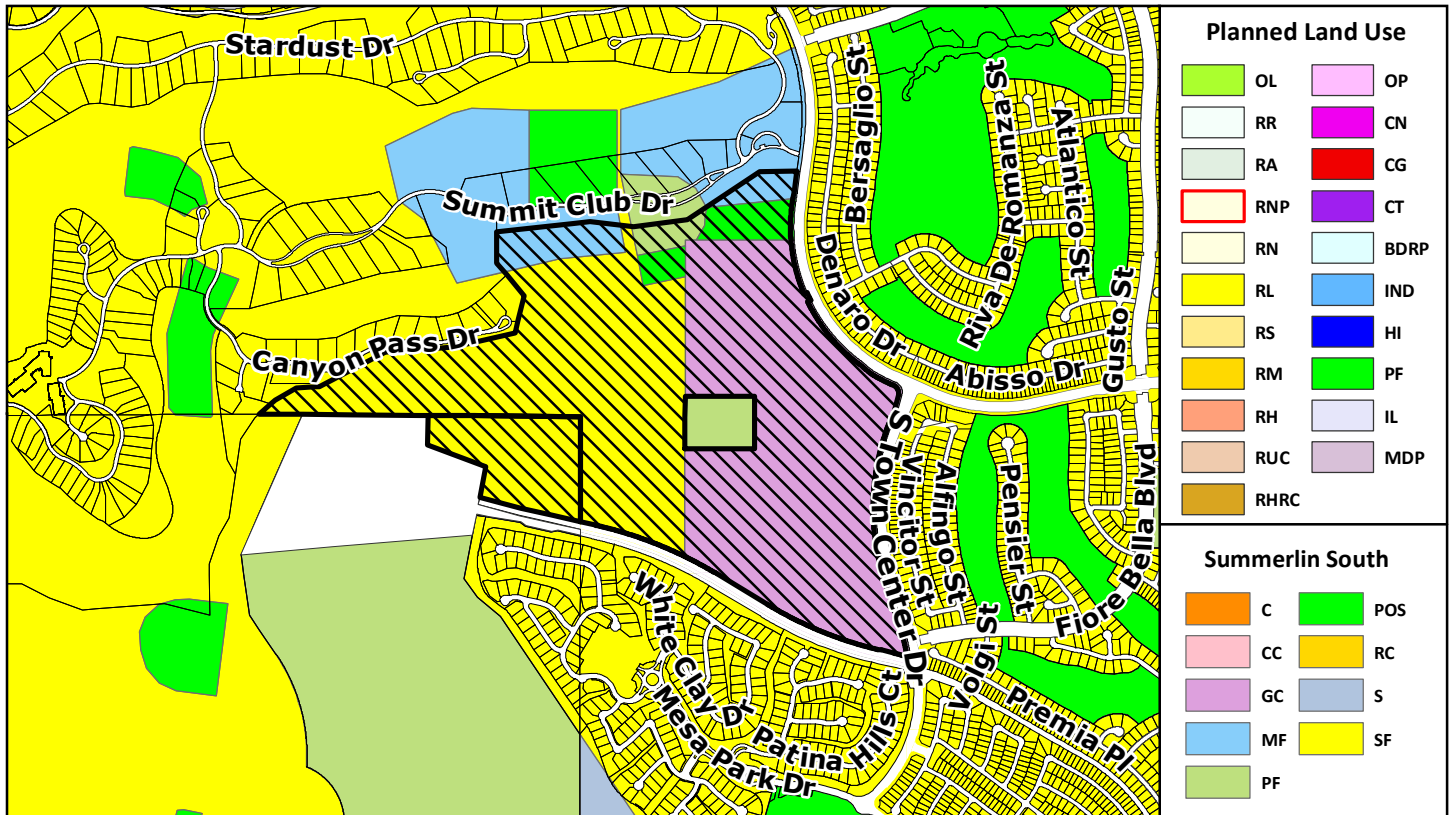 Stardust Dr
Bersaglio St
Riva De Romanza St
Atlantico St
Summit Club Dr
Denaro Dr
Gusto St
Canyon Pass Dr
Abisso Dr
S Town Center Dr
Vincitor St
Alfingo St
Pensier St
Fiore Bella Blvd
Volgi St
White Clay Dr
Mesa Park Dr
Patina Hills Ct
Premia Pl
Planned Land Use
OL OP
RR CN
RA CG
RNP CT
RN BDRP
RL IND
RS HI
RM PF
RH IL
RUC MDP
RHRC
Summerlin South
C POS
CC RC
GC S
MF SF
PF